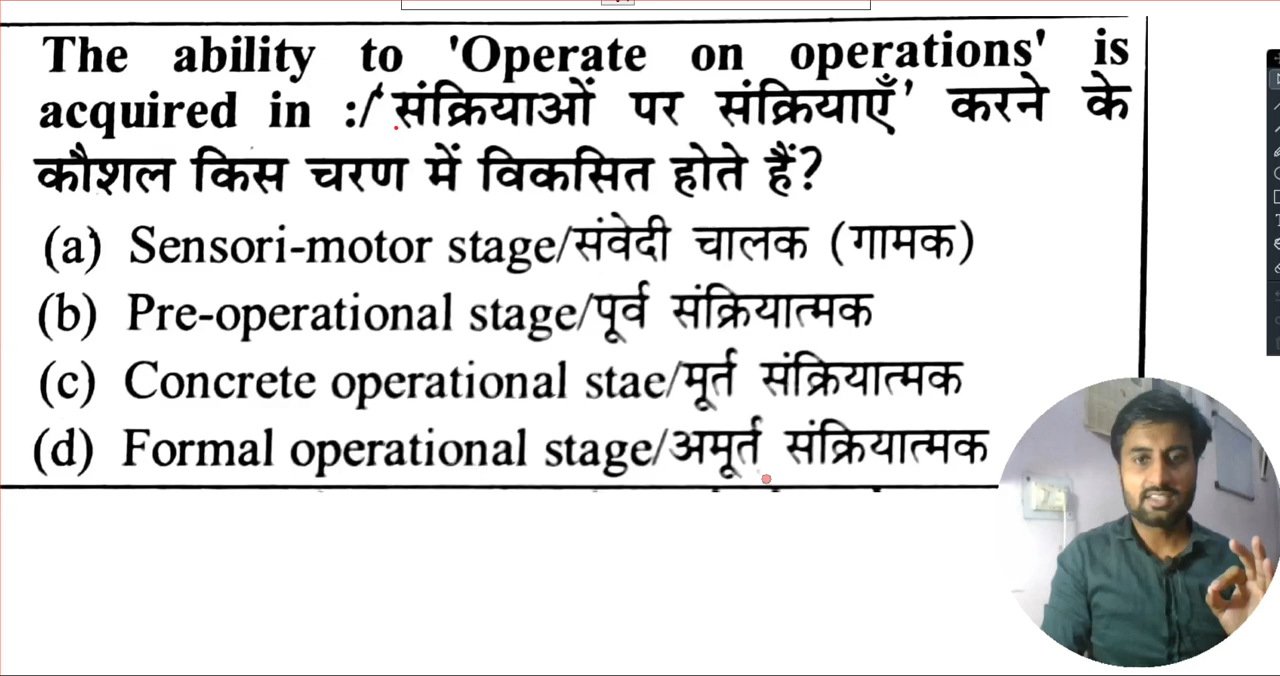 The ability to 'Operate on operations' is
acquired in :/'संक्रियाओं पर संक्रियाएँ' करने के
कौशल किस चरण में विकसित होते हैं?
(a) Sensori-motor stage/संवेदी चालक (गामक)
(b) Pre-operational stage/पूर्व संक्रियात्मक
(c) Concrete operational stae/मूर्त संक्रियात्मक
(d) Formal operational stage/अमूर्त संक्रियात्मक